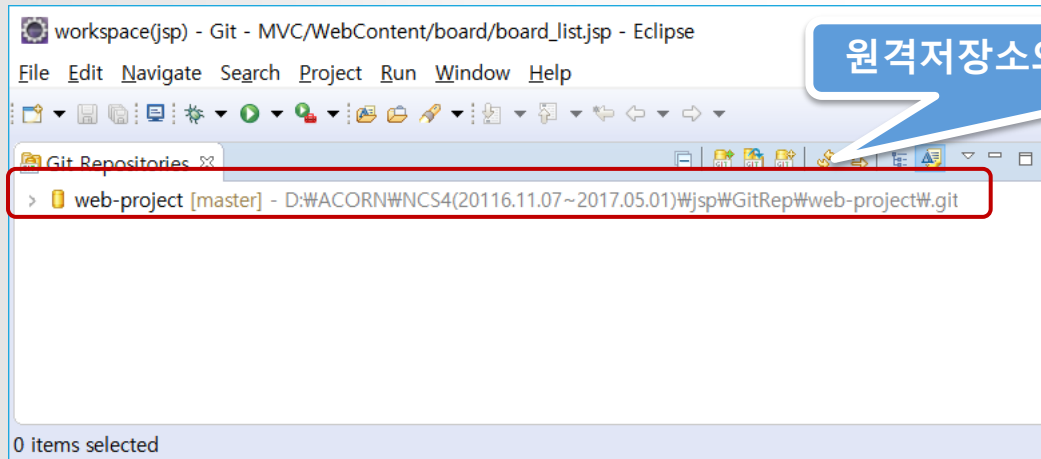 workspace(jsp) - Git - MVC/WebContent/board/board_list.jsp - Eclipse
원격저장소의
File Edit Navigate Search Project Run Window Help
Git Repositories
web-project [master] - D:₩ACORN₩NCS4(20116.11.07~2017.05.01)₩jsp₩GitRep₩web-project₩.git
0 items selected